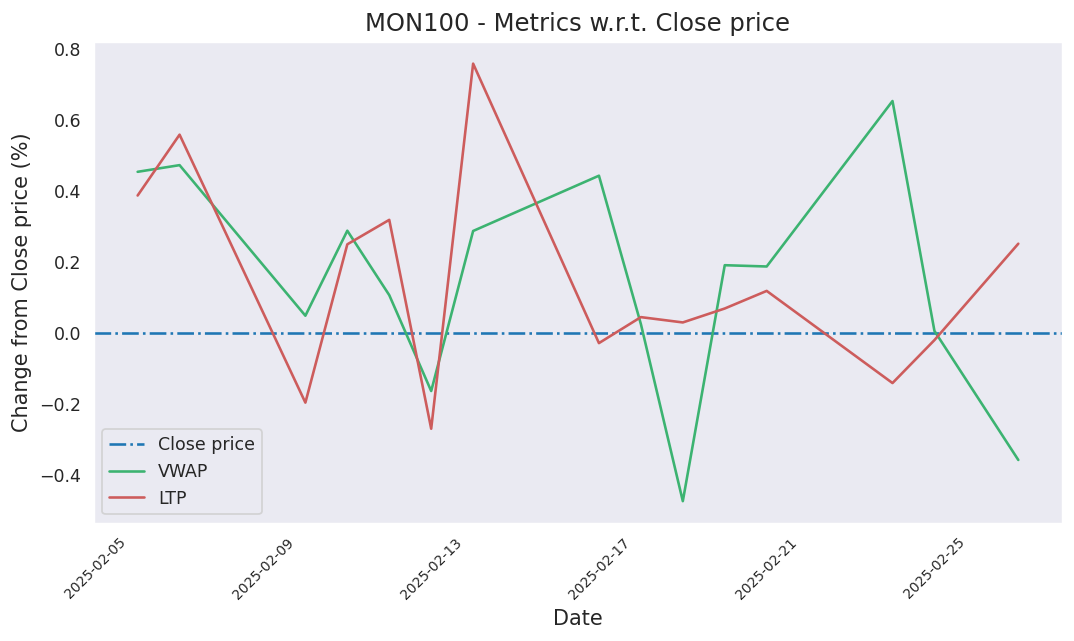 MON100 - Metrics w.r.t. Close price
Change from Close price (%)
0.8
0.6
0.4
0.2
0.0
−0.2
−0.4
Close price
VWAP
LTP
2025-02-05
2025-02-09
2025-02-13
2025-02-17
2025-02-21
2025-02-25
Date